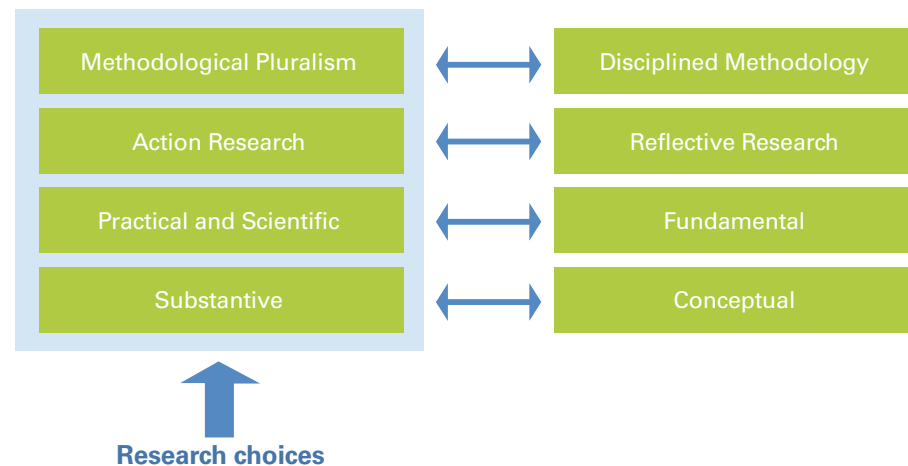 Methodological Pluralism
Disciplined Methodology
Action Research
Reflective Research
Practical and Scientific
Fundamental
Substantive
Conceptual
Research choices